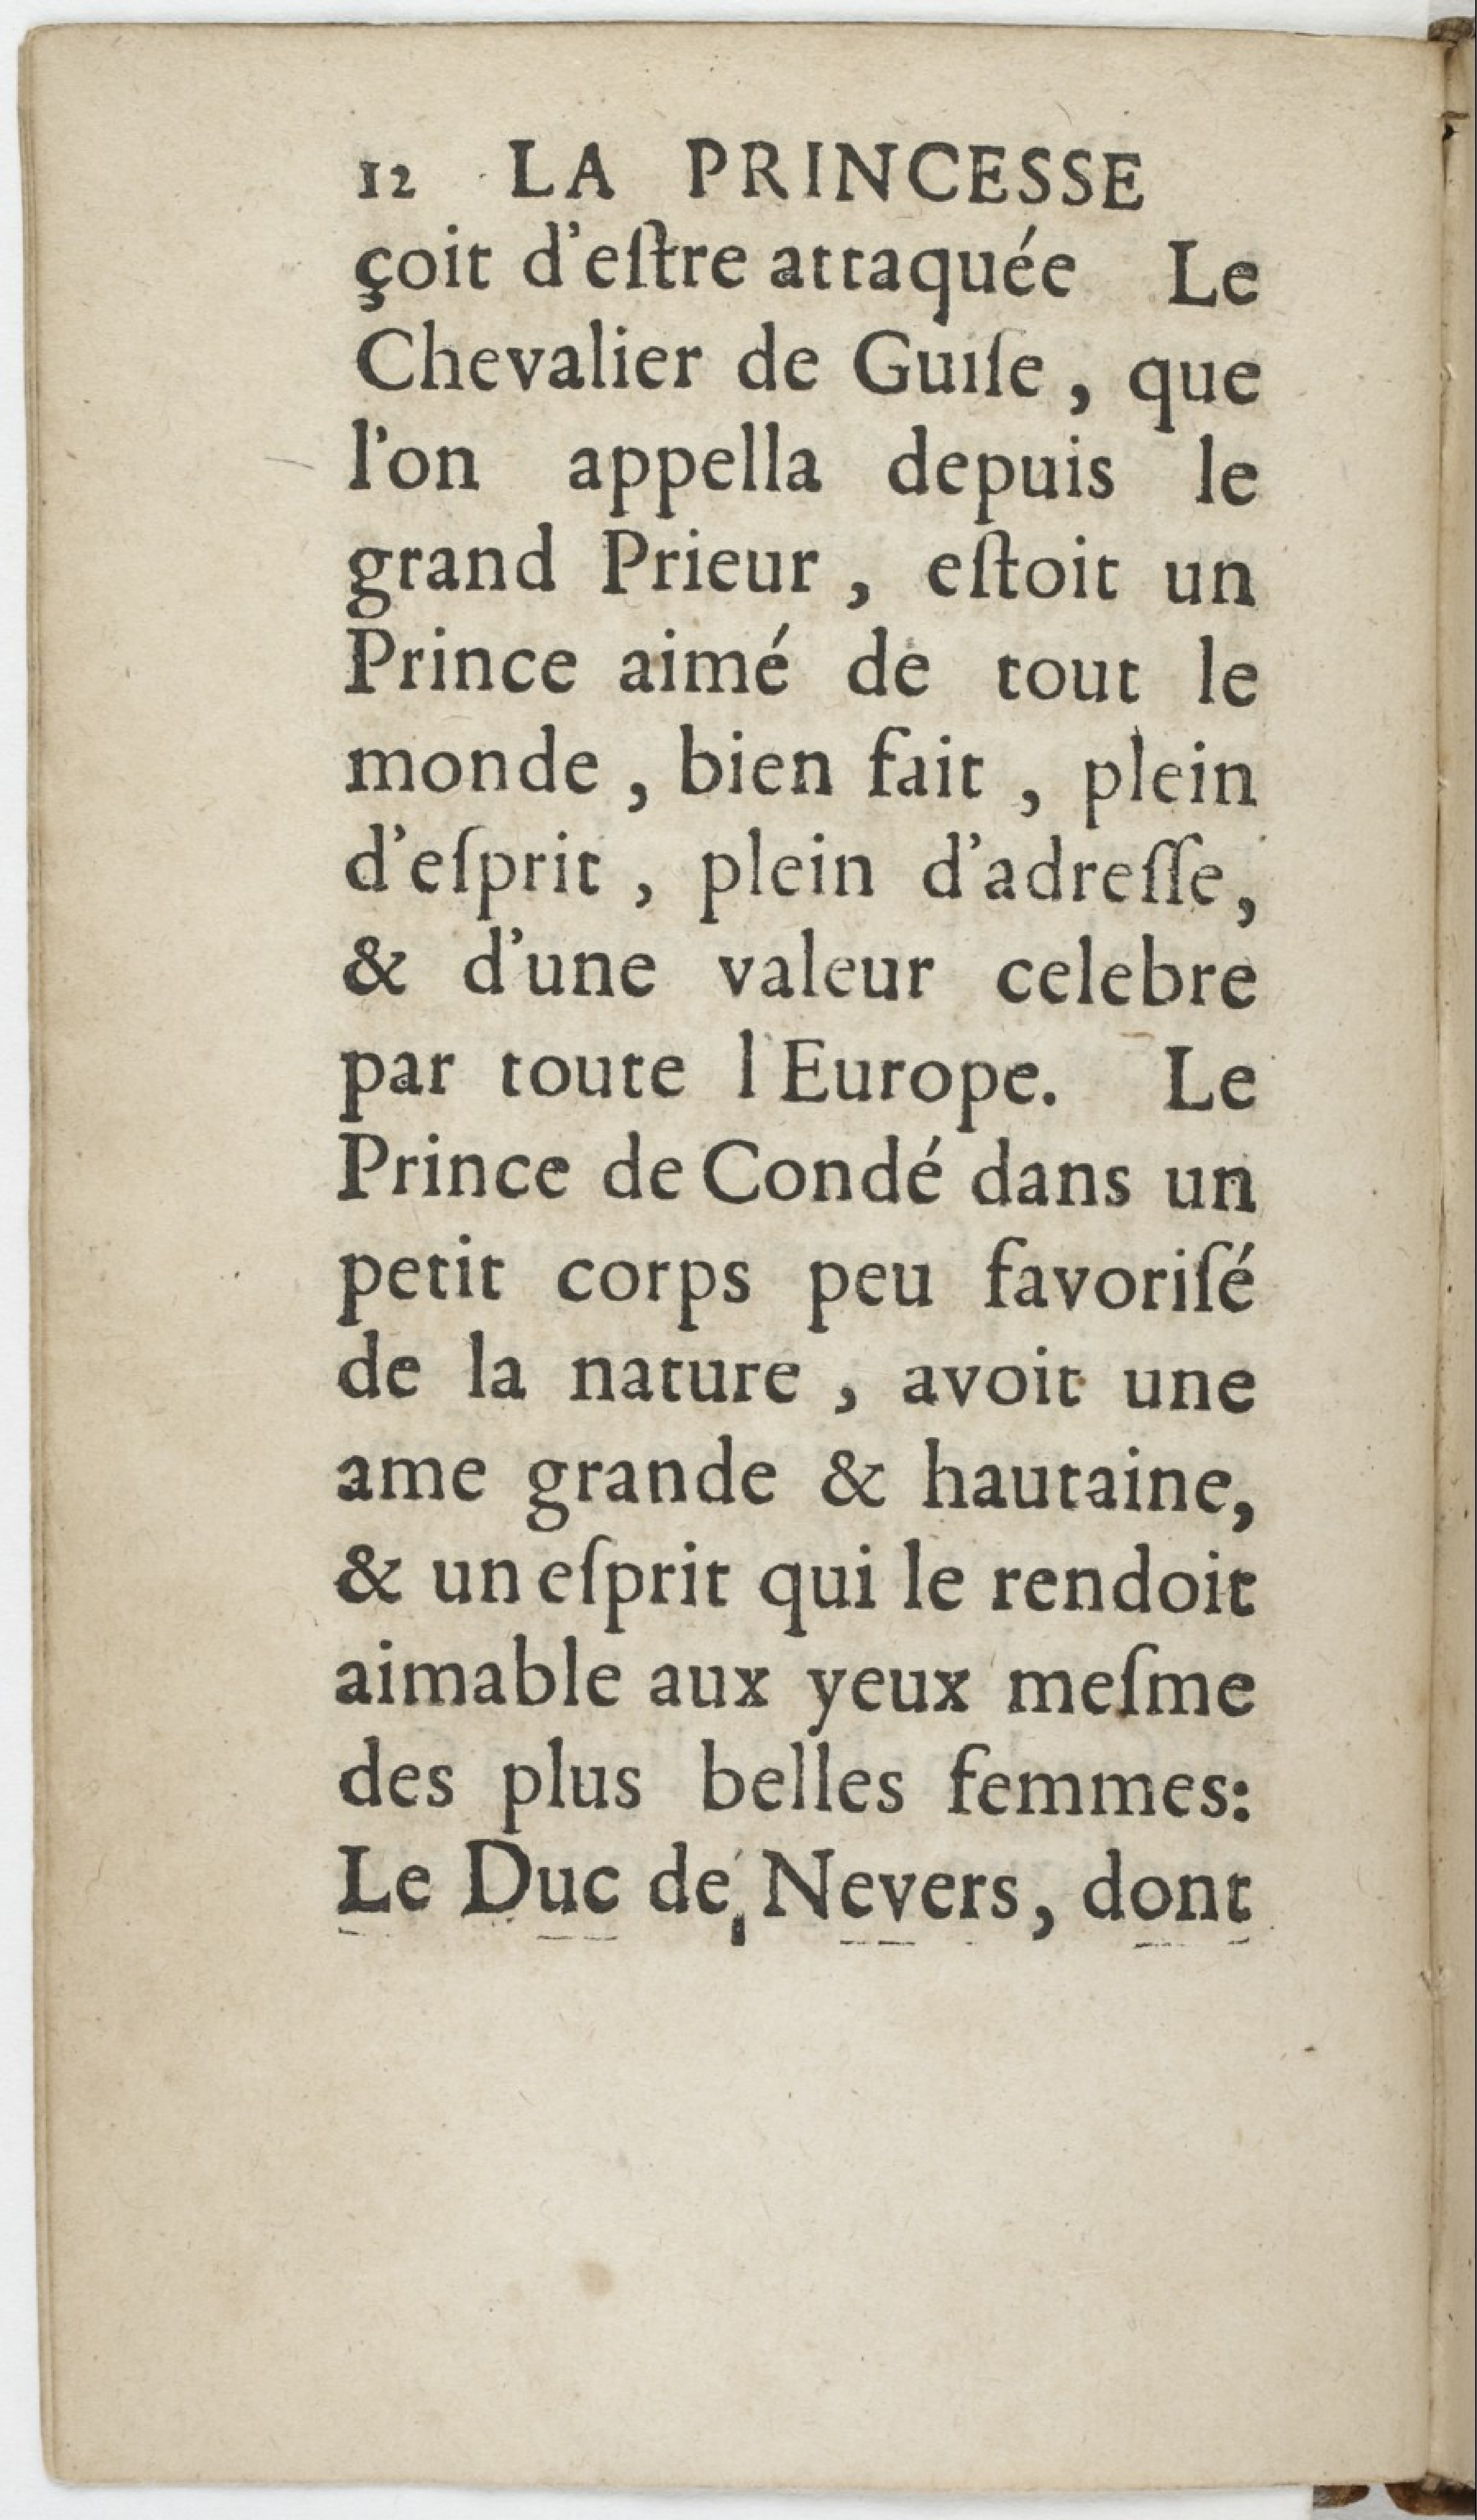 12 LA PRINCESSE
çoit d'eſtre attaquée Le
Chevalier de Guiſe, que
l'on appella depuis le
grand Prieur, eſtoit un
Prince aimé de tout le
monde, bien fait, plein
d'eſprit, plein d'adreſſe,
& d'une valeur celebre
par toute l'Europe. Le
Prince de Condé dans un
petit corps peu favoriſé
de la nature, avoit une
ame grande & hautaine,
& un eſprit qui le rendoit
aimable aux yeux meſme
des plus belles femmes:
Le Duc de Nevers, dont